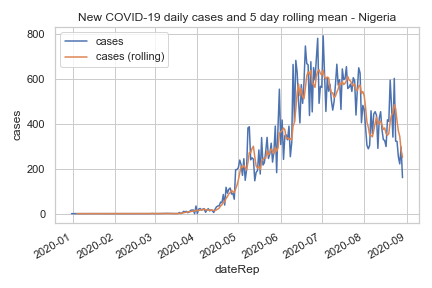 New COVID-19 daily cases and 5 day rolling mean - Nigeria
cases
cases (rolling)
800
600
400
200
0
cases
2020-01
2020-02
2020-03
2020-04
2020-05
2020-06
2020-07
2020-08
2020-09
dateRep